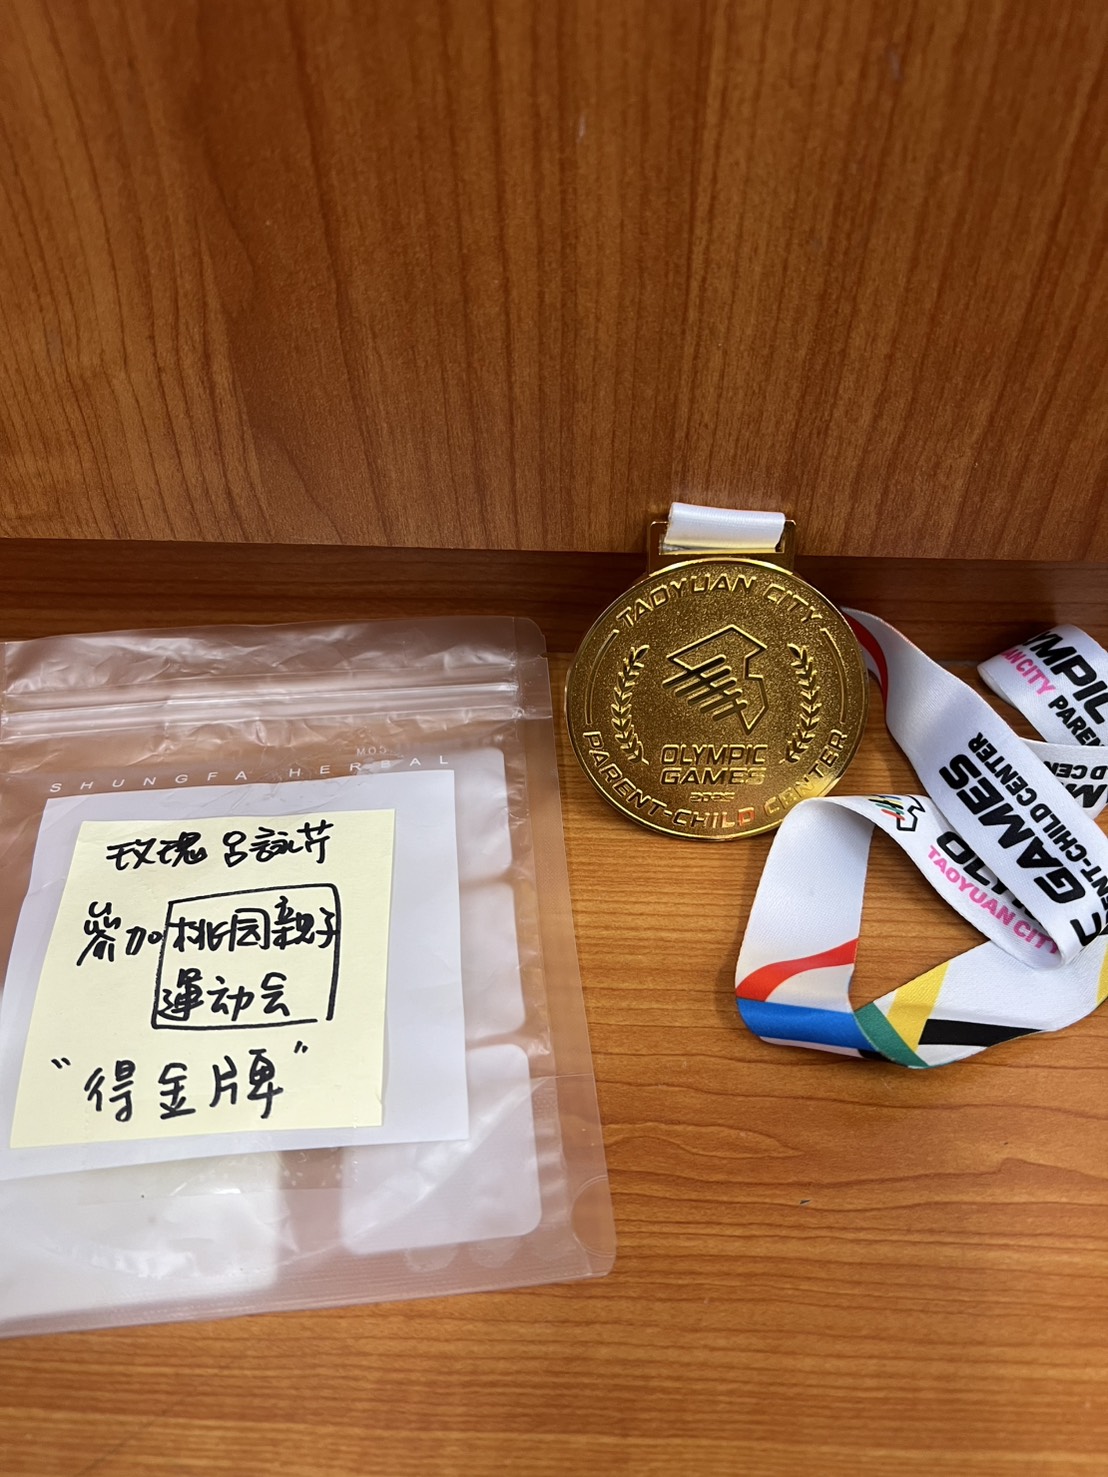 TAOYUAN CITY
OLYMPIC
GAMES
2025
PARENT-CHILD CENTER
SHUNGFA HERBAL
玫瑰 呂
參加桃园親子
運动会
"得金牌"
GAMES
TAOYUAN CITY